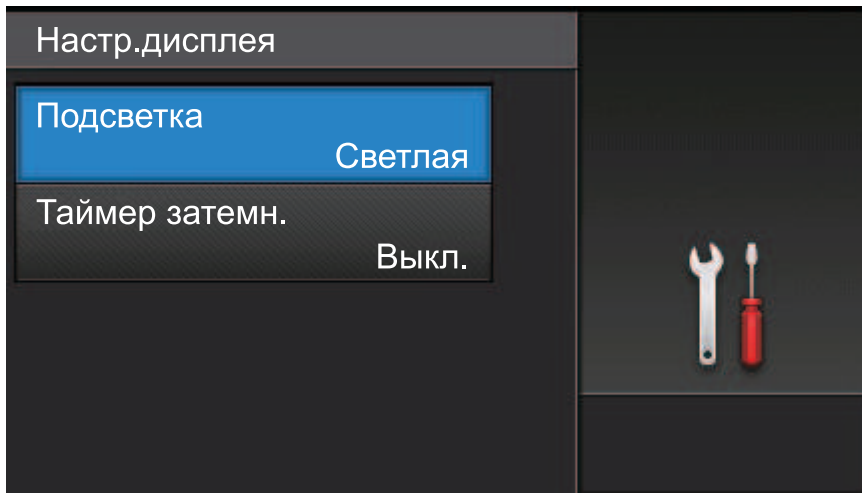 Настр.дисплея
Подсветка
Светлая
Таймер затемн.
Выкл.